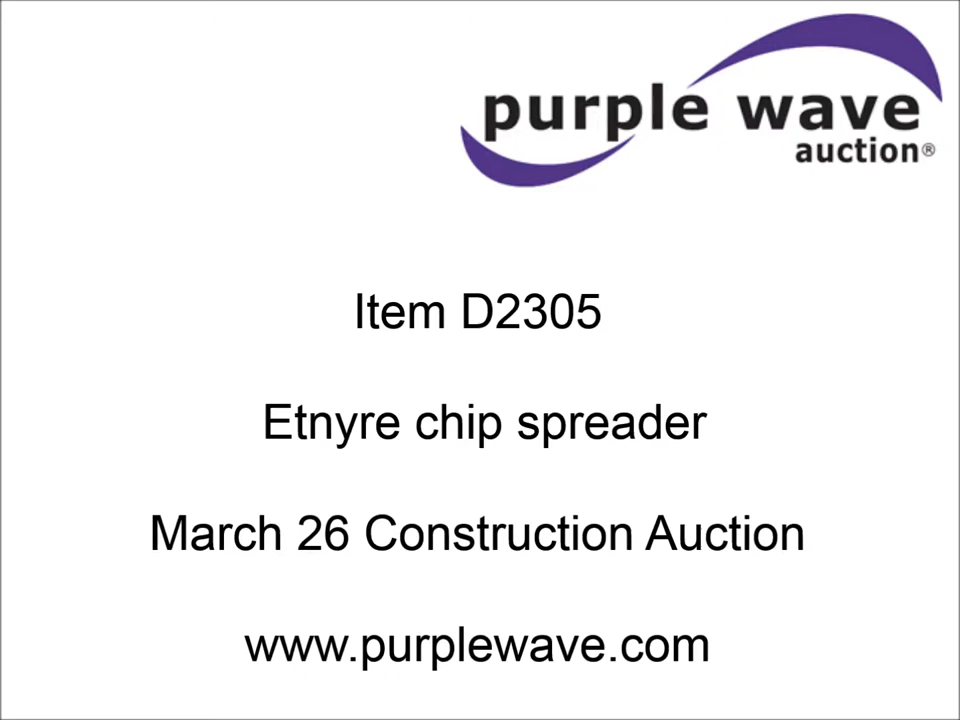 purple wave
auction®
Item D2305
Etnyre chip spreader
March 26 Construction Auction
www.purplewave.com